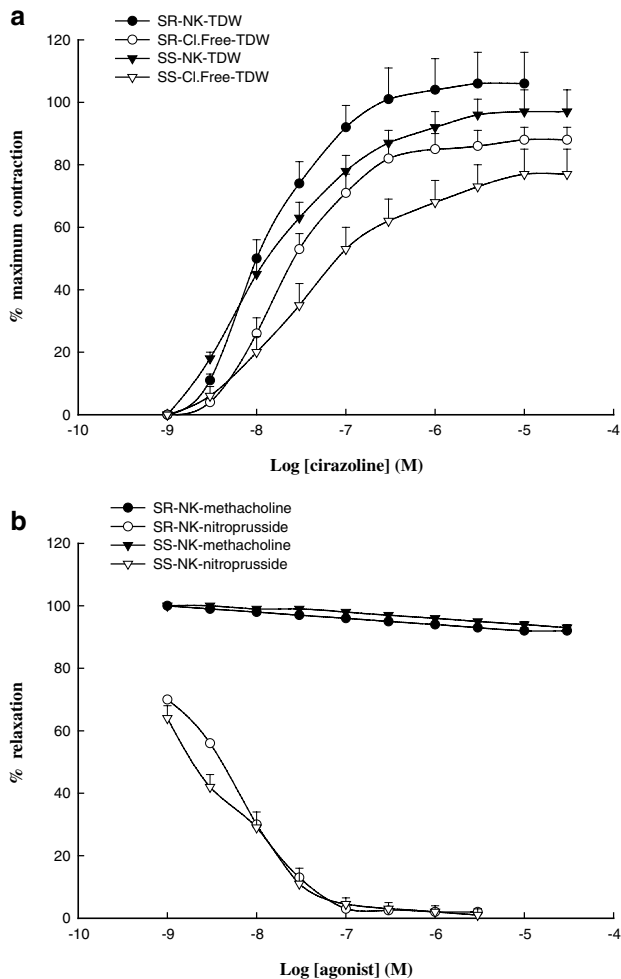 a
SR-NK-TDW
SR-Cl.Free-TDW
SS-NK-TDW
SS-Cl.Free-TDW
120
100
80
60
40
20
0
% maximum contraction
-10 -9 -8 -7 -6 -5 -4
Log [cirazoline] (M)
b
SR-NK-methacholine
SR-NK-nitroprusside
SS-NK-methacholine
SS-NK-nitroprusside
120
100
80
60
40
20
0
% relaxation
-10 -9 -8 -7 -6 -5 -4
Log [agonist] (M)